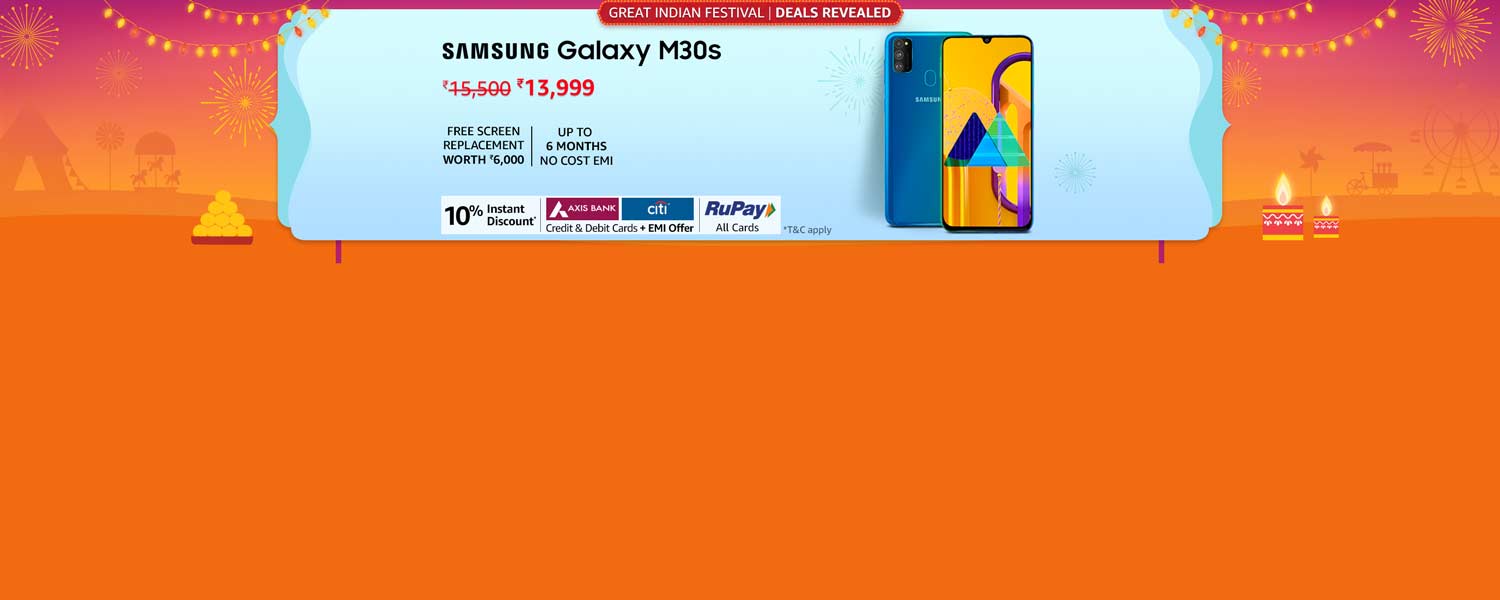 GREAT INDIAN FESTIVAL | DEALS REVEALED
SAMSUNG Galaxy M30s
₹15,500 ₹13,999
FREE SCREEN
REPLACEMENT
WORTH ₹6,000
UP TO
6 MONTHS
NO COST EMI
10% Instant
Discount*
AXIS BANK
citi
Credit & Debit Cards + EMI Offer
RuPay
All Cards
*T&C apply
SAMSUN